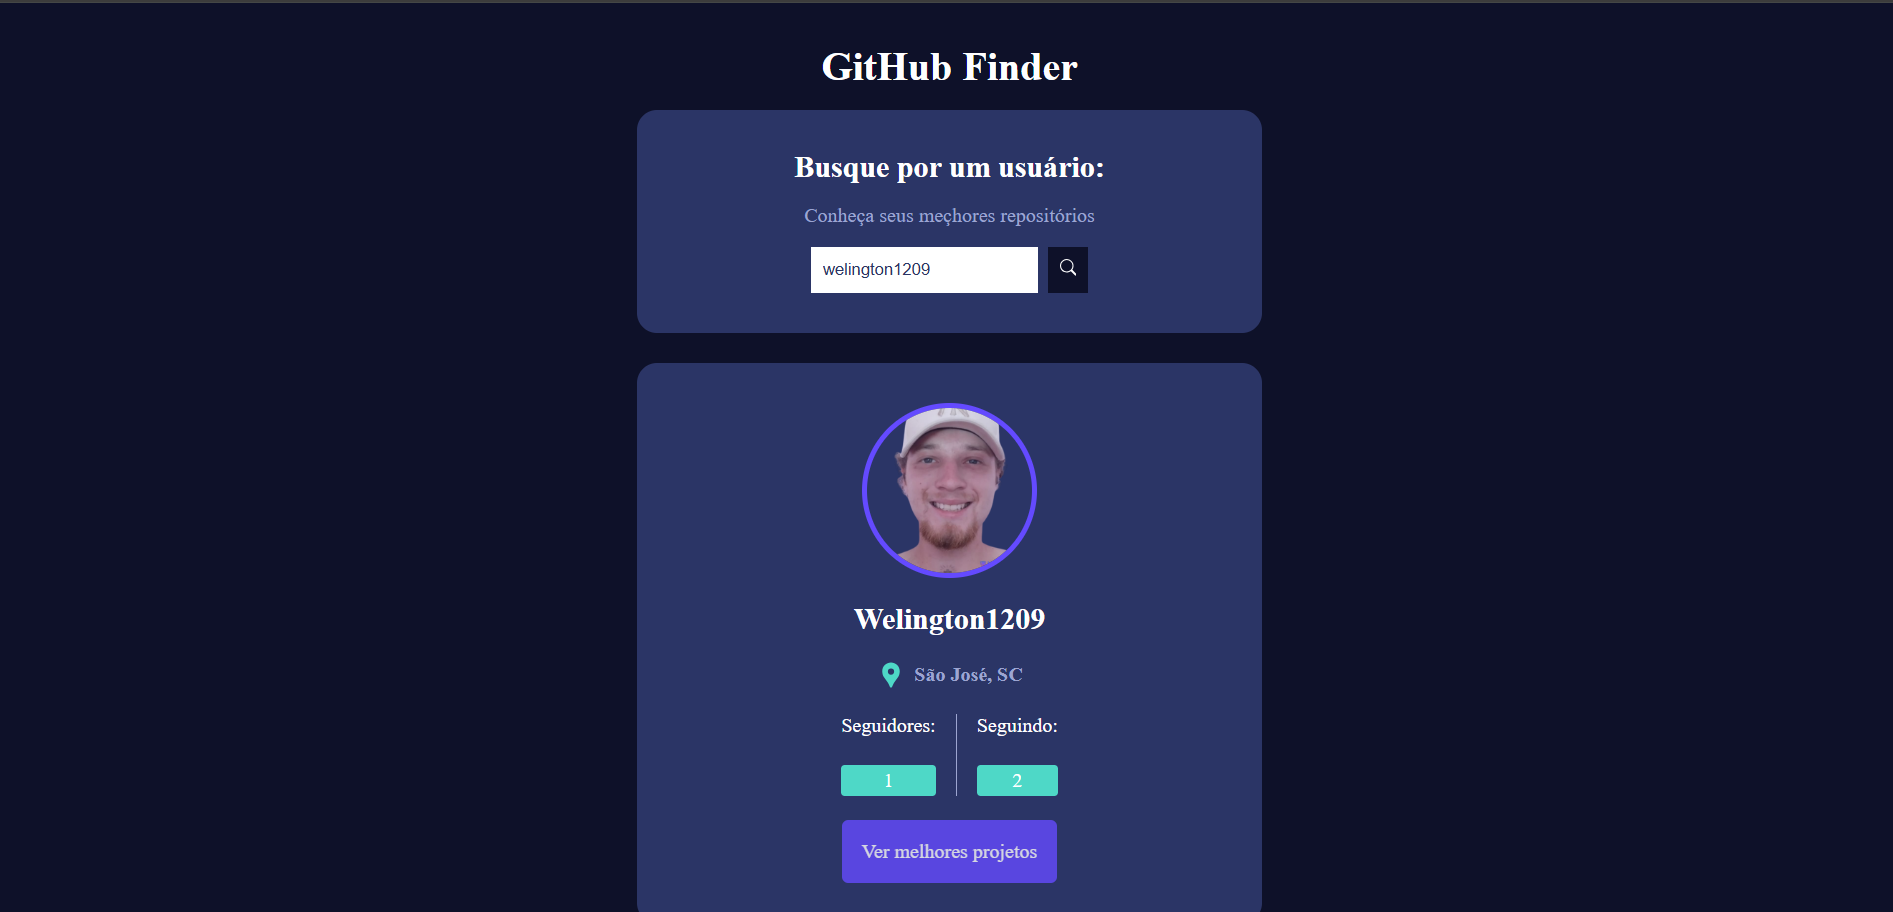 GitHub Finder
Busque por um usuário:
Conheça seus meçhores repositórios
welington1209
Welington1209
São José, SC
Seguidores:
Seguindo:
1
2
Ver melhores projetos